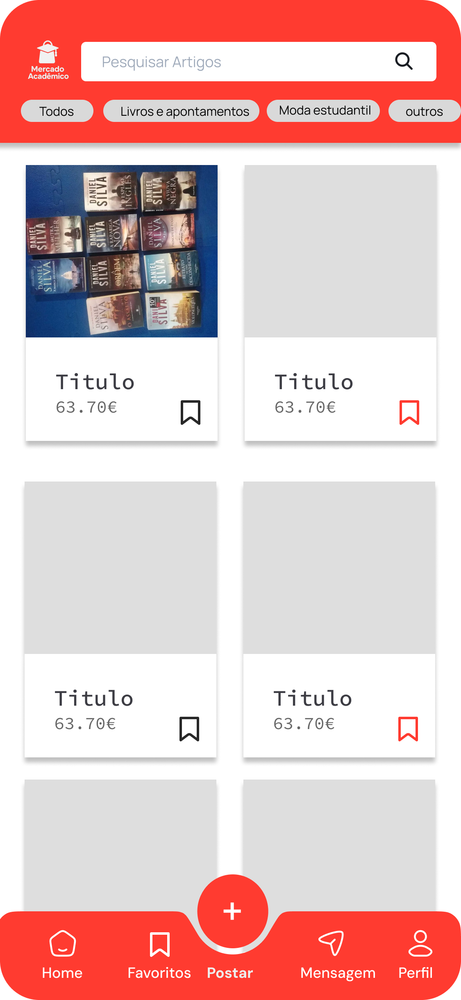 Mercado
Acadêmico
Pesquisar Artigos
Todos
Livros e apontamentos
Moda estudantil
outros
DANIEL SILVA
O ESPIÃO INGLÊS
DANIEL SILVA
A VIÚVA NEGRA
DANIEL SILVA
DANIEL SILVA
A OUTRA MULHER
DANIEL SILVA
A RAPARIGA NOVA
DANIEL SILVA
PRÍNCIPE DE FOGO
DANIEL SILVA
A MARCA DO ASSASSINO
DANIEL SILVA
A ORDEM
DANIEL SILVA
RETRATO DE UMA DESCONHECIDA
DANIEL SILVA
O ASSALTO
10%
SILVA
VIOLONCELISTA
Titulo
63.70€
Titulo
63.70€
Titulo
63.70€
Titulo
63.70€
+
Home
Favoritos
Postar
Mensagem
Perfil